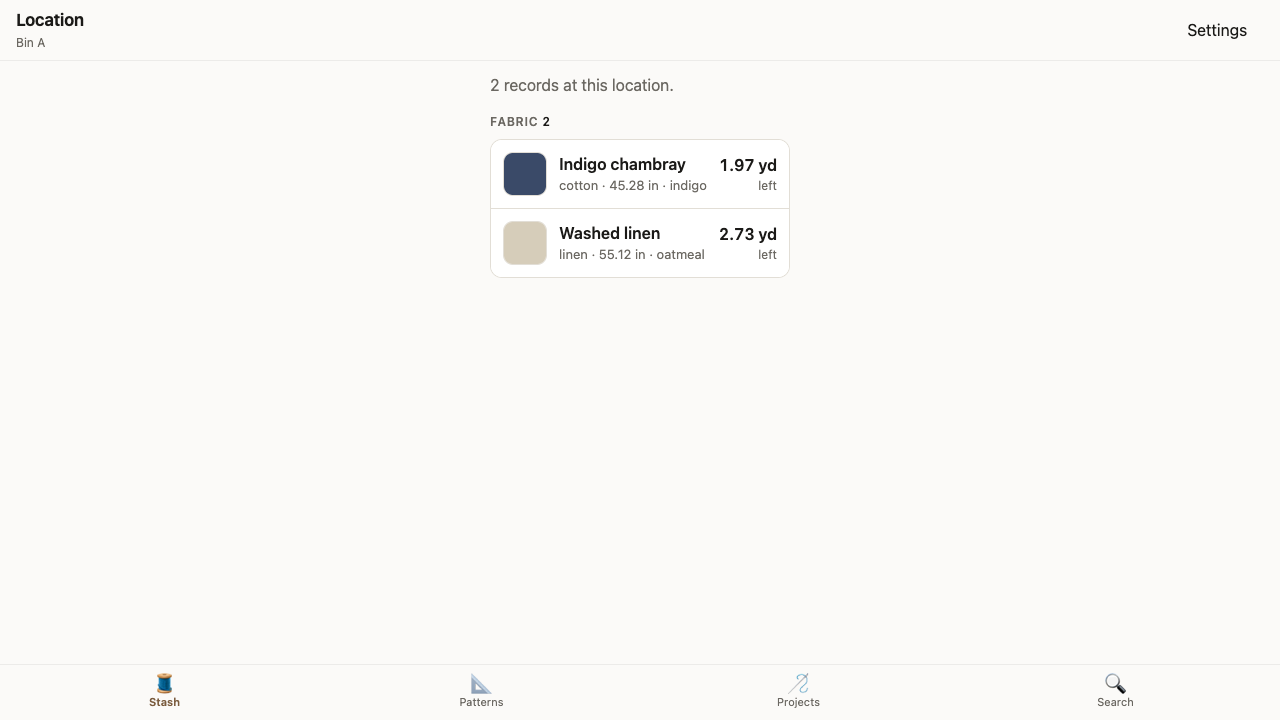 Location
Bin A
Settings
2 records at this location.
FABRIC 2
Indigo chambray
1.97 yd
cotton · 45.28 in · indigo
left
Washed linen
2.73 yd
linen · 55.12 in · oatmeal
left
Stash
Patterns
Projects
Search